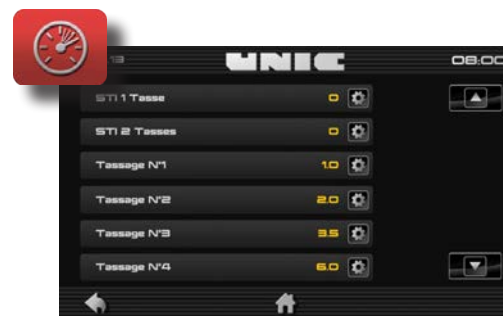 13 UNIC 08:00
STI 1 Tasse 0
STI 2 Tasses 0
Tassage N°1 1.0
Tassage N°2 2.0
Tassage N°3 3.5
Tassage N°4 6.0